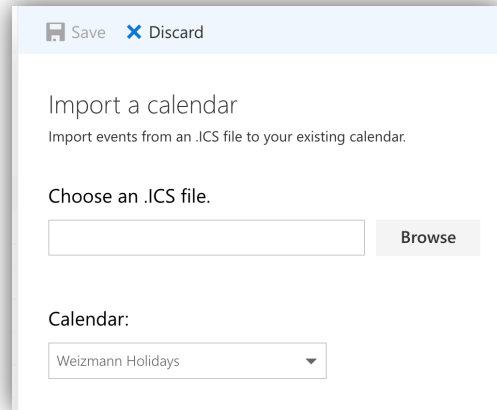 Save Discard
Import a calendar
Import events from an .ICS file to your existing calendar.
Choose an .ICS file.
Browse
Calendar:
Weizmann Holidays